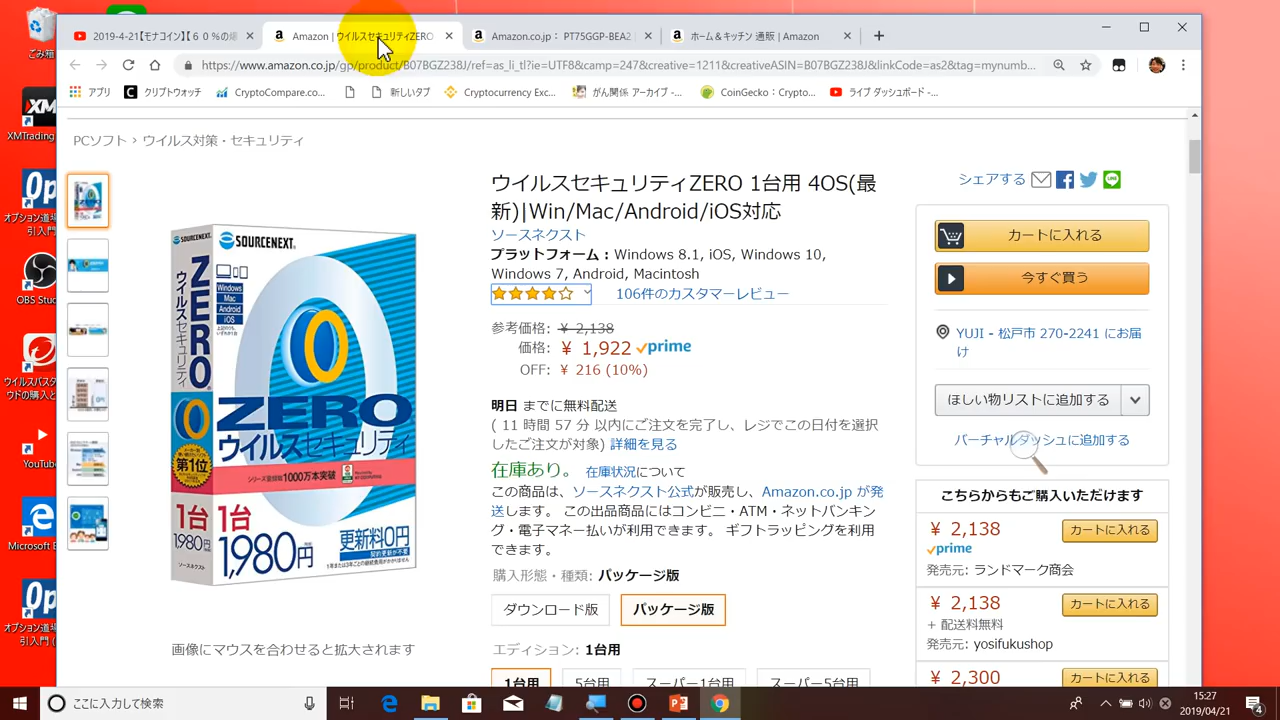 ごみ箱
XMTrading
オプション道場
引入門 (
OBS Stu
ウイルスバスタ
ウドの購入と
YouTube
Microsoft E
オプション道場
引入門 (
2019-4-21【モナコイン】【６０％の
Amazon | ウイルスセキュリティZERO
Amazon.co.jp： PT75GGP-BEA2
ホーム＆キッチン 通販 | Amazon
https://www.amazon.co.jp/gp/product/B07BGZ238J/ref=as_li_tl?ie=UTF8&camp=247&creative=1211&creativeASIN=B07BGZ238J&linkCode=as2&tag=mynumb...
アプリ
クリプトウォッチ
CryptoCompare.co...
新しいタブ
Cryptocurrency Exc...
がん関係 アーカイブ -...
CoinGecko：Crypto...
ライブ ダッシュボード -...
PCソフト › ウイルス対策・セキュリティ
SOURCENEXT
ZERO
ウイルスセキュリティ
第1位
1台
1,980円
ソースネクスト
SOURCENEXT.
Windows
Mac
Android
iOS
ZERO
ウイルスセキュリティ
シリーズ累計 1000万本突破
1台
1,980円
更新料0円
画像にマウスを合わせると拡大されます
ウイルスセキュリティZERO 1台用 4OS(最
新)|Win/Mac/Android/iOS対応
ソースネクスト
プラットフォーム : Windows 8.1, iOS, Windows 10,
Windows 7, Android, Macintosh
106件のカスタマーレビュー
参考価格: ¥ 2,138
価格: ¥ 1,922 prime
OFF: ¥ 216 (10%)
明日 までに無料配送
( 11 時間 57 分 以内にご注文を完了し、レジでこの日付を選択
したご注文が対象) 詳細を見る
在庫あり。 在庫状況について
この商品は、ソースネクスト公式が販売し、Amazon.co.jp が発
送します。 この出品商品にはコンビニ・ATM・ネットバンキン
グ・電子マネー払いが利用できます。 ギフトラッピングを利用
できます。
購入形態・種類: パッケージ版
ダウンロード版
パッケージ版
エディション: 1台用
1台用
5台用
スーパー1台用
スーパー5台用
シェアする
カートに入れる
今すぐ買う
YUJI - 松戸市 270-2241 にお届
け
ほしい物リストに追加する
バーチャルダッシュに追加する
こちらからもご購入いただけます
¥ 2,138
カートに入れる
prime
発売元: ランドマーク商会
¥ 2,138
カートに入れる
+ 配送料無料
発売元: yosifukushop
¥ 2,300
カートに入れる
ここに入力して検索
15:27
2019/04/21
4